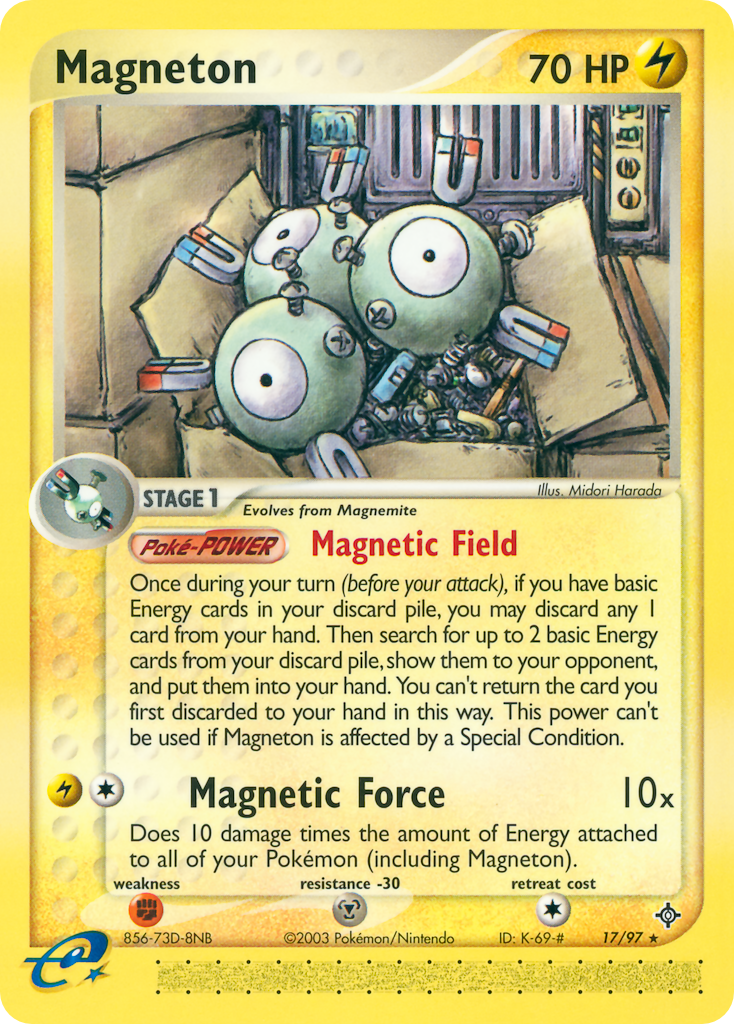 Magneton
70 HP
STAGE 1
Illus. Midori Harada
Evolves from Magnemite
Poké-POWER Magnetic Field
Once during your turn (before your attack), if you have basic
Energy cards in your discard pile, you may discard any 1
card from your hand. Then search for up to 2 basic Energy
cards from your discard pile, show them to your opponent,
and put them into your hand. You can't return the card you
first discarded to your hand in this way. This power can't
be used if Magneton is affected by a Special Condition.
Magnetic Force 10x
Does 10 damage times the amount of Energy attached
to all of your Pokémon (including Magneton).
weakness resistance -30 retreat cost
856-73D-8NB ©2003 Pokémon/Nintendo ID: K-69-# 17/97 ★
e